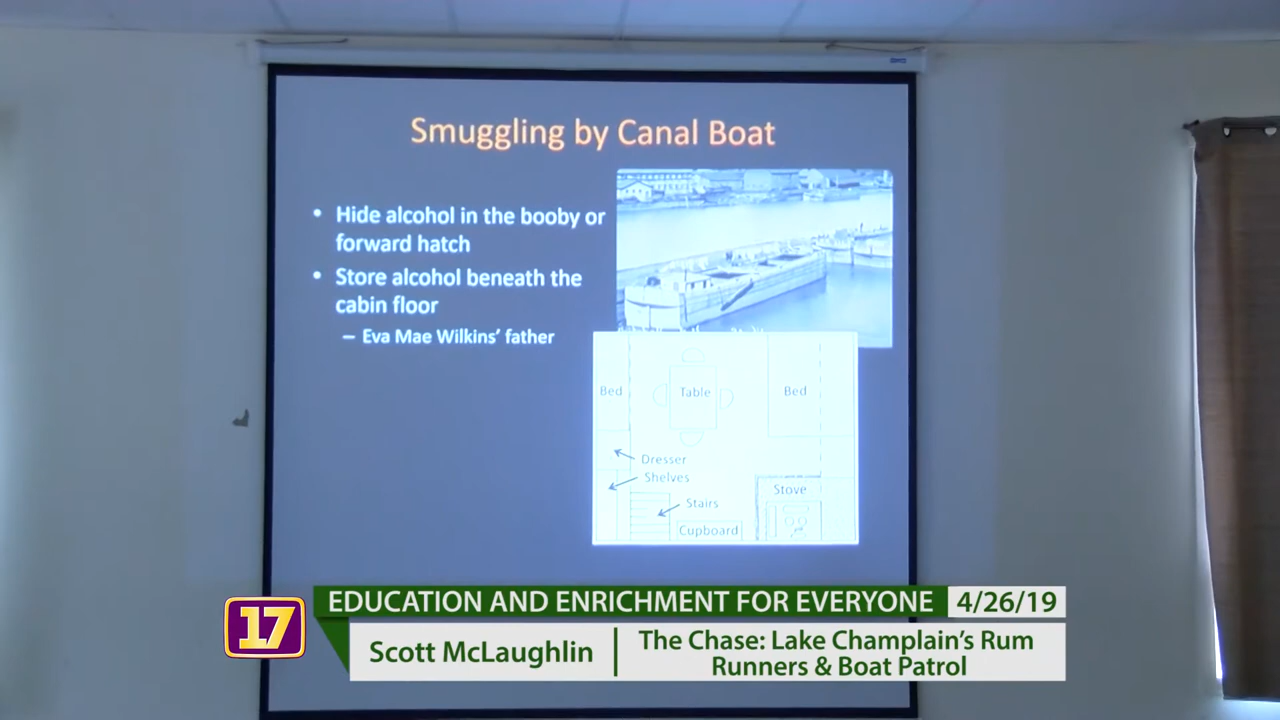 Smuggling by Canal Boat
• Hide alcohol in the booby or
forward hatch
• Store alcohol beneath the
cabin floor
– Eva Mae Wilkins' father
Bed
Table
Bed
Dresser
Shelves
Stairs
Stove
Cupboard
17
EDUCATION AND ENRICHMENT FOR EVERYONE
4/26/19
Scott McLaughlin
The Chase: Lake Champlain's Rum
Runners & Boat Patrol